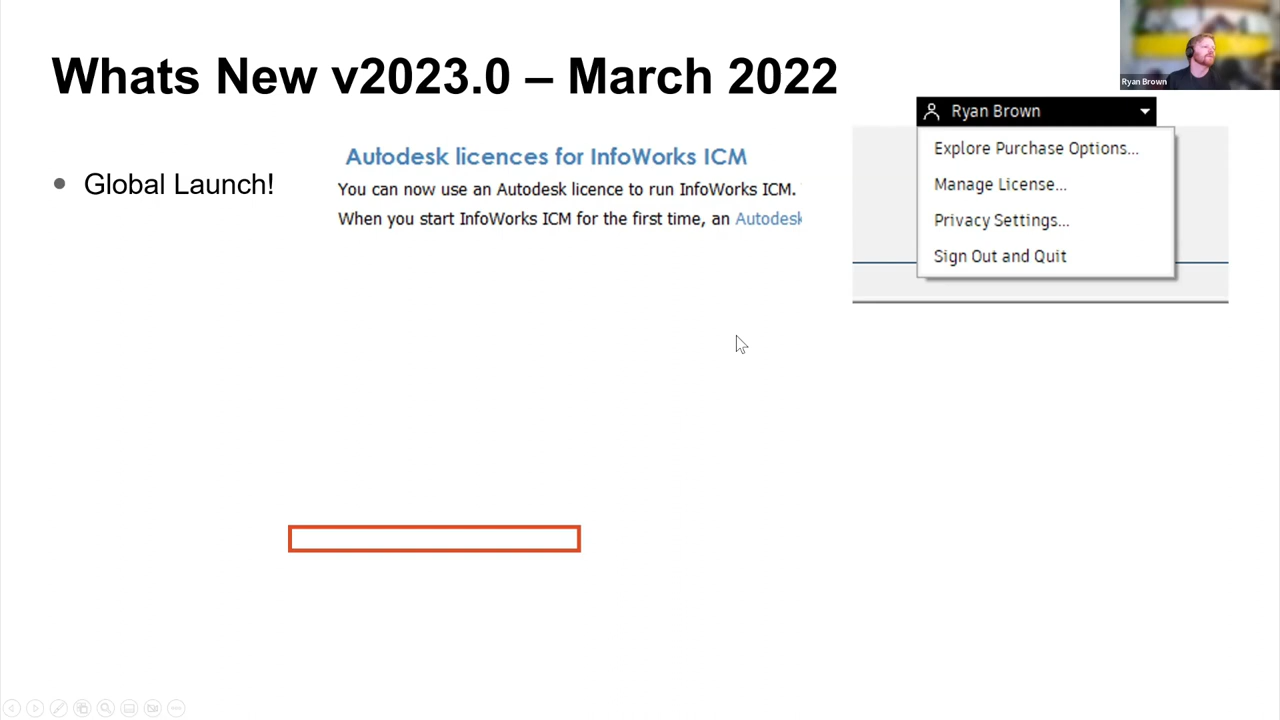 Whats New v2023.0 – March 2022
Ryan Brown
Ryan Brown
Explore Purchase Options...
Manage License...
Privacy Settings...
Sign Out and Quit
• Global Launch!
Autodesk licences for InfoWorks ICM
You can now use an Autodesk licence to run InfoWorks ICM.
When you start InfoWorks ICM for the first time, an Autodesk